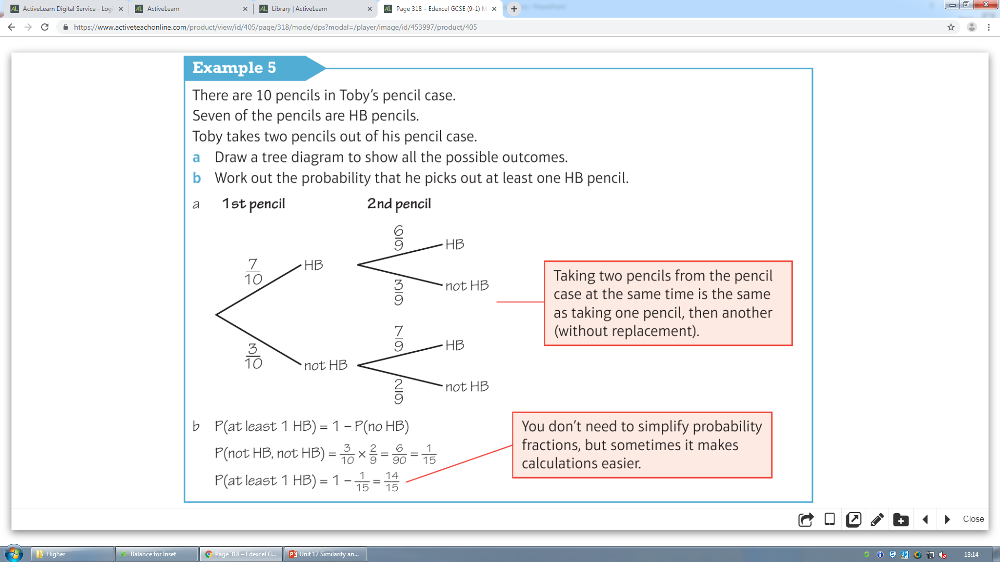 ActiveLearn Digital Service - Logi
ActiveLearn
Library | ActiveLearn
Page 318 – Edexcel GCSE (9-1) M
https://www.activeteachonline.com/product/view/id/405/page/318/mode/dps?modal=/player/image/id/453997/product/405
Example 5
There are 10 pencils in Toby's pencil case.
Seven of the pencils are HB pencils.
Toby takes two pencils out of his pencil case.
a Draw a tree diagram to show all the possible outcomes.
b Work out the probability that he picks out at least one HB pencil.
a 1st pencil 2nd pencil
6/9 HB
7/10 HB
3/9 not HB
Taking two pencils from the pencil
case at the same time is the same
as taking one pencil, then another
(without replacement).
7/9 HB
3/10 not HB
2/9 not HB
b P(at least 1 HB) = 1 – P(no HB)
P(not HB, not HB) = 3/10 × 2/9 = 6/90 = 1/15
P(at least 1 HB) = 1 – 1/15 = 14/15
You don't need to simplify probability
fractions, but sometimes it makes
calculations easier.
Close
Higher
Balance for Inset
Page 318 – Edexcel G...
Unit 12 Similarity an...
13:14